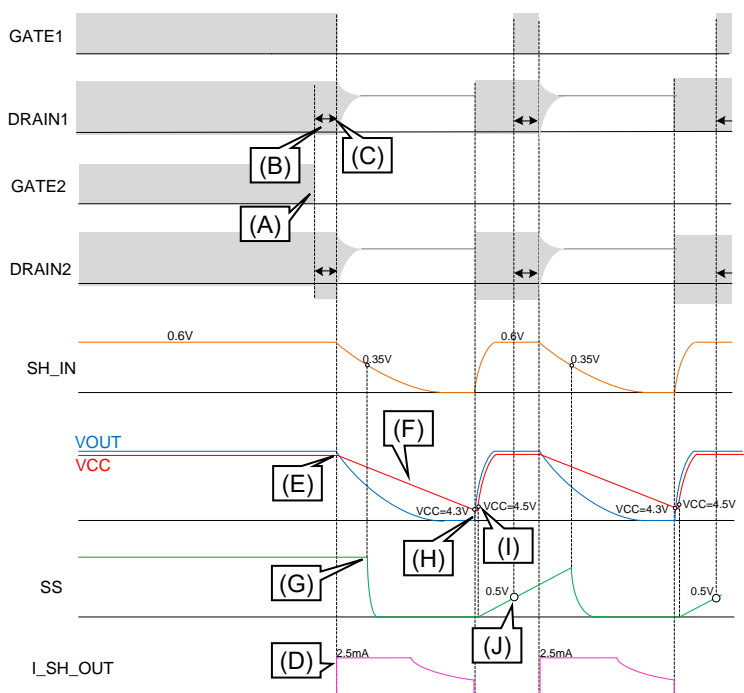 GATE1
DRAIN1
(B)
(C)
GATE2
(A)
DRAIN2
0.6V
0.35V
0.6V
0.35V
SH_IN
VOUT
VCC
(F)
(E)
VCC=4.3V
VCC=4.5V
VCC=4.3V
VCC=4.5V
(H)
(I)
(G)
SS
0.5V
0.5V
(J)
(D)
2.5mA
2.5mA
I_SH_OUT